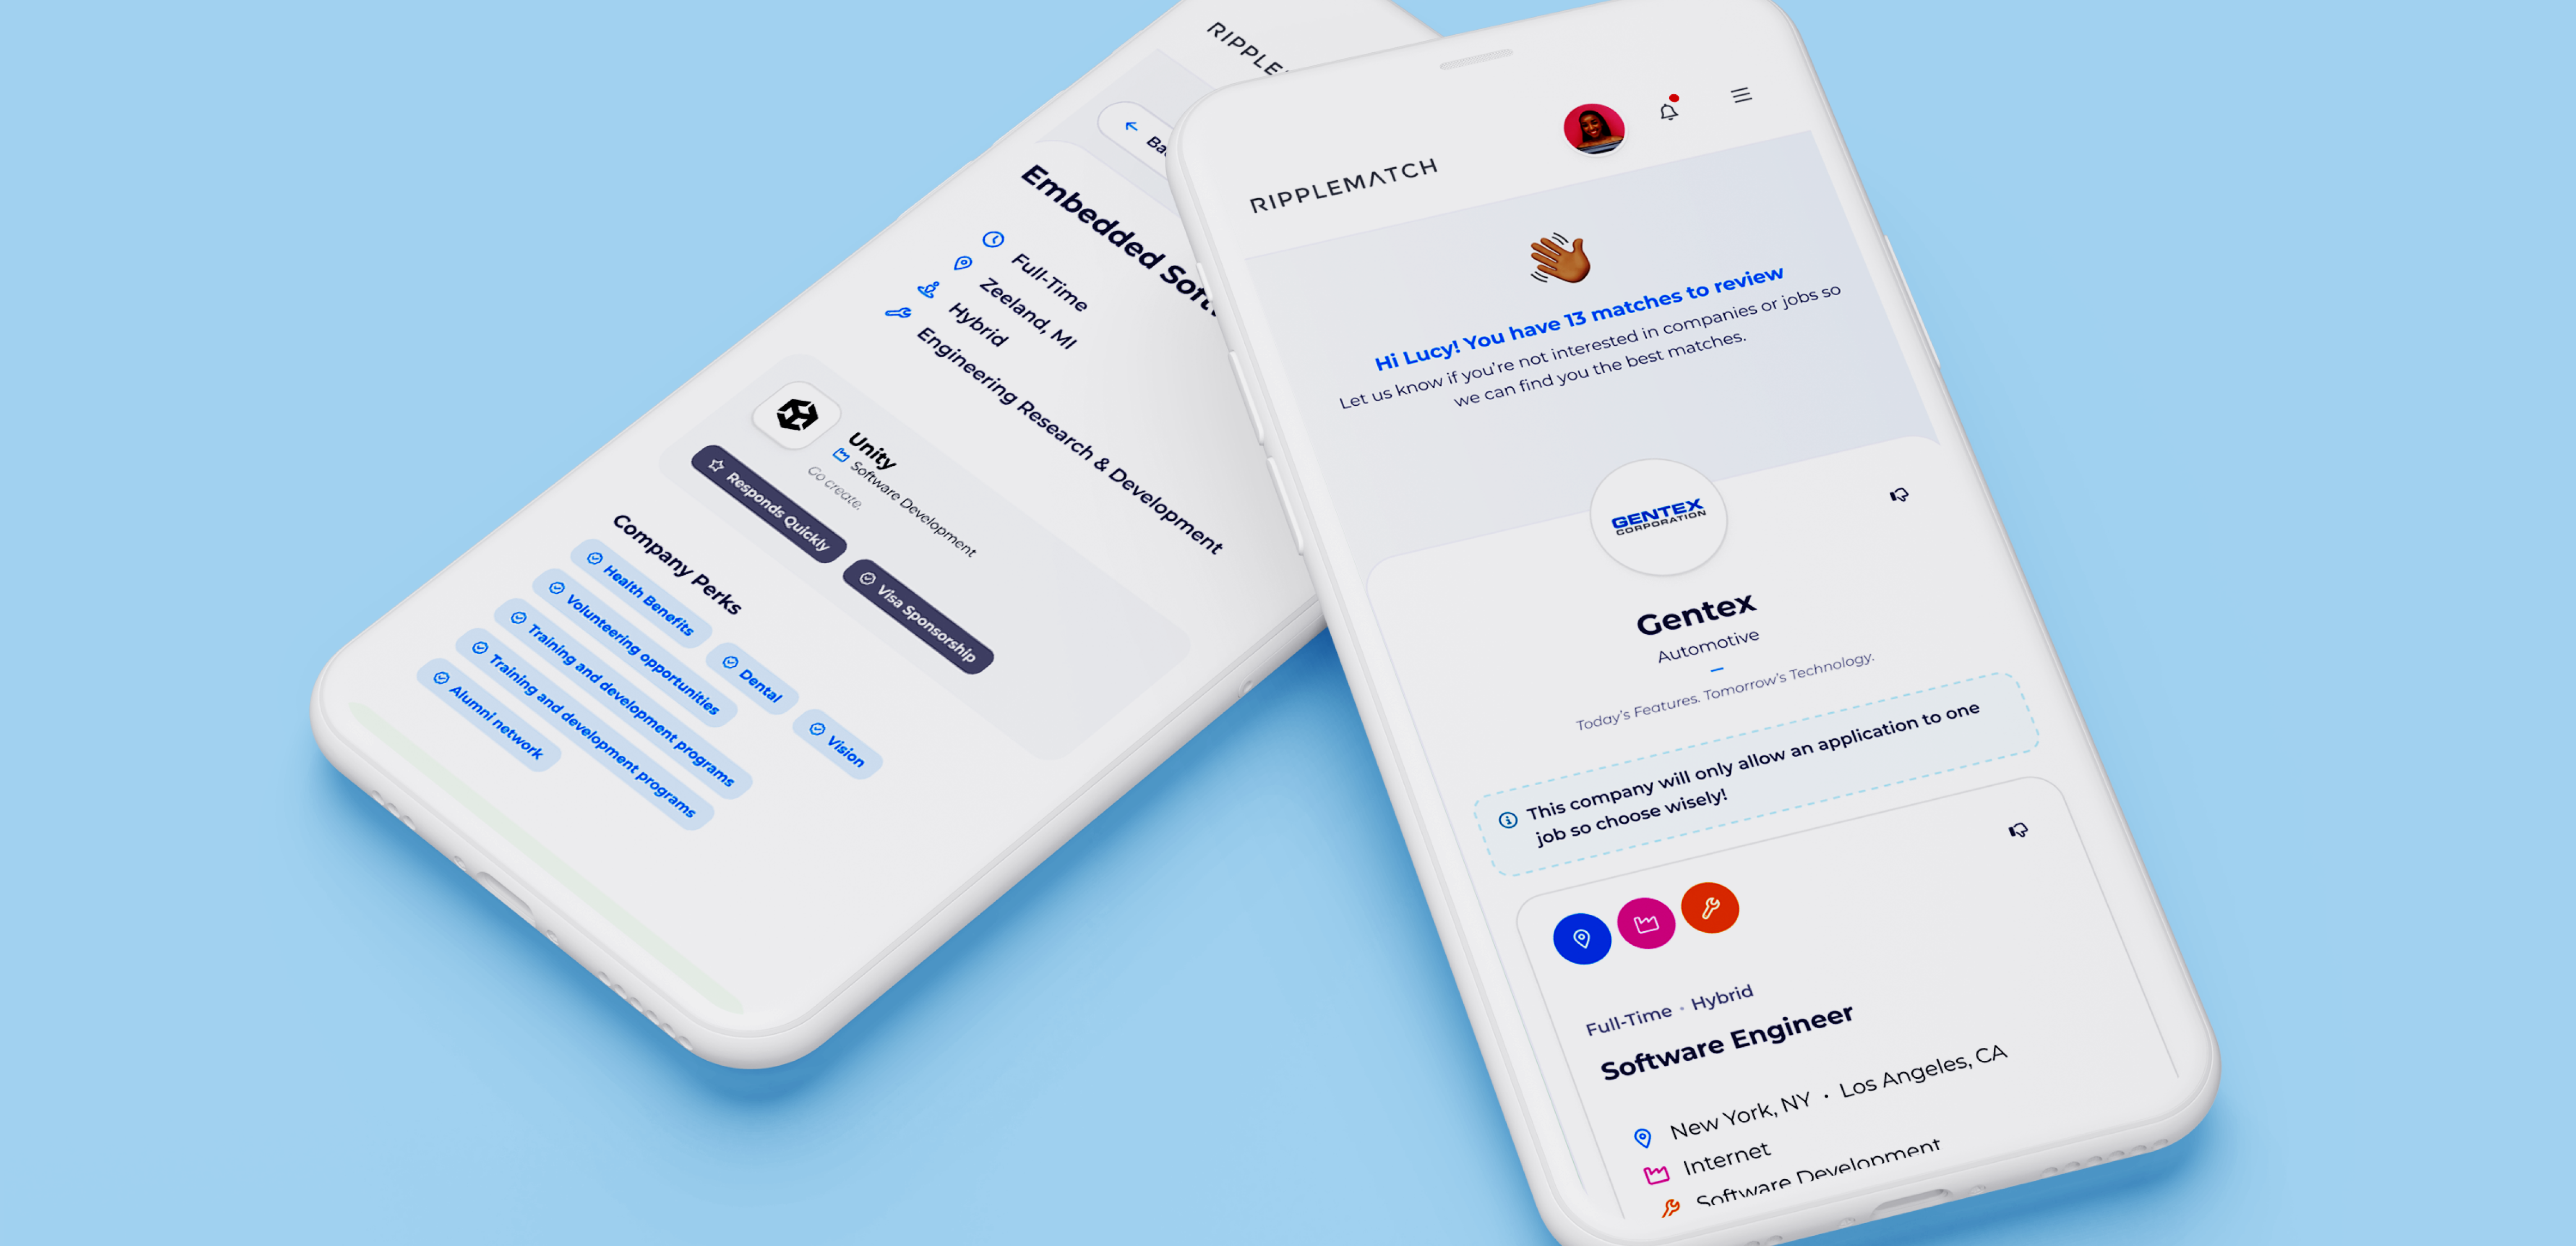 RIPPLE
Embedded
Full-Time
Zeeland, MI
Hybrid
Engineering Research & Development
Unity
Software Development
Go create.
Responds Quickly
Visa Sponsorship
Company Perks
Health Benefits
Dental
Vision
Volunteering opportunities
Training and development programs
Training and development programs
Alumni network
RIPPLEMATCH
Hi Lucy! You have 13 matches to review
Let us know if you're not interested in companies or jobs so
we can find you the best matches.
GENTEX
CORPORATION
Gentex
Automotive
Today's Features. Tomorrow's Technology.
This company will only allow an application to one
job so choose wisely!
Full-Time • Hybrid
Software Engineer
New York, NY • Los Angeles, CA
Internet
Software Development